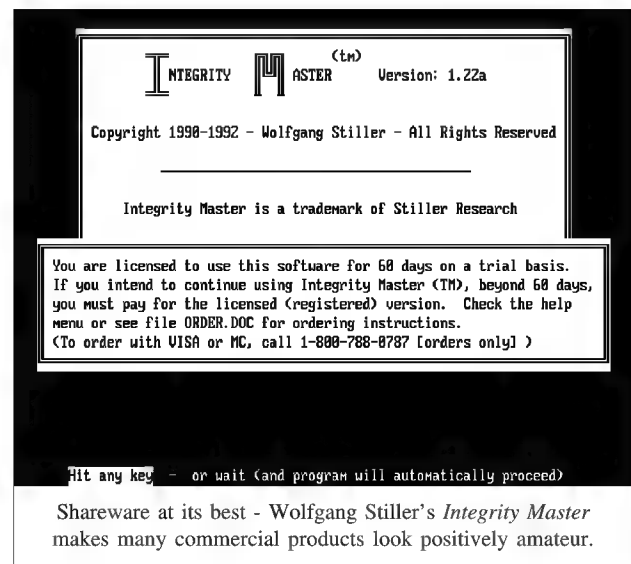 INTEGRITY MASTER (tm) Version: 1.22a
Copyright 1990-1992 - Wolfgang Stiller - All Rights Reserved
Integrity Master is a trademark of Stiller Research
You are licensed to use this software for 60 days on a trial basis.
If you intend to continue using Integrity Master (TM), beyond 60 days,
you must pay for the licensed (registered) version. Check the help
menu or see file ORDER.DOC for ordering instructions.
(To order with VISA or MC, call 1-800-788-0787 [orders only] )
Hit any key - or wait (and program will automatically proceed)
Shareware at its best - Wolfgang Stiller's Integrity Master
makes many commercial products look positively amateur.